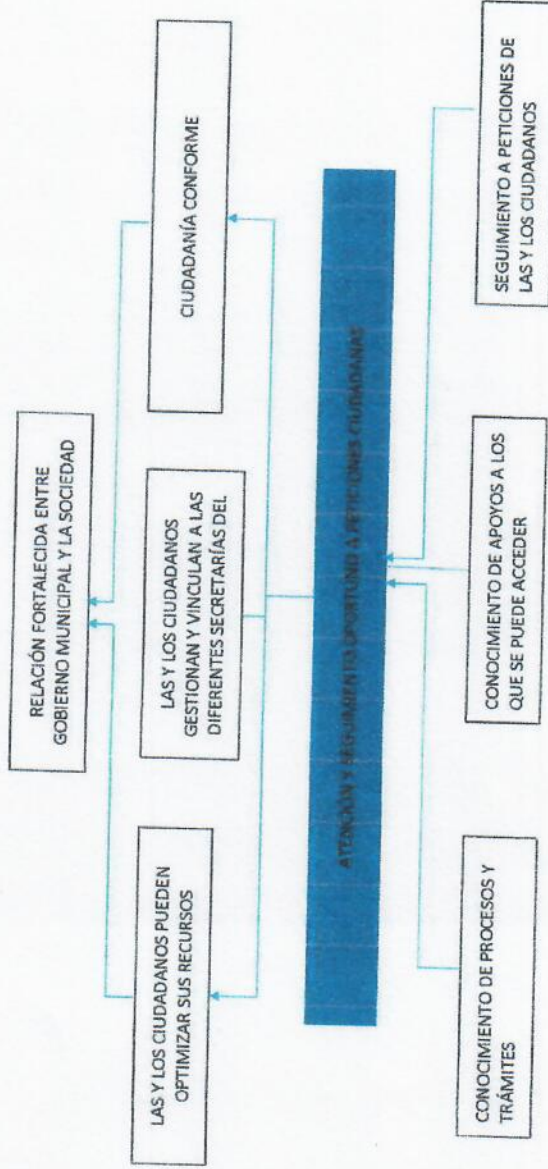 RELACIÓN FORTALECIDA ENTRE
GOBIERNO MUNICIPAL Y LA SOCIEDAD
LAS Y LOS CIUDADANOS PUEDEN
OPTIMIZAR SUS RECURSOS
LAS Y LOS CIUDADANOS
GESTIONAN Y VINCULAN A LAS
DIFERENTES SECRETARÍAS DEL
CIUDADANÍA CONFORME
ATENCIÓN Y SEGUIMIENTO OPORTUNO A PETICIONES CIUDADANAS
CONOCIMIENTO DE PROCESOS Y
TRÁMITES
CONOCIMIENTO DE APOYOS A LOS
QUE SE PUEDE ACCEDER
SEGUIMIENTO A PETICIONES DE
LAS Y LOS CIUDADANOS